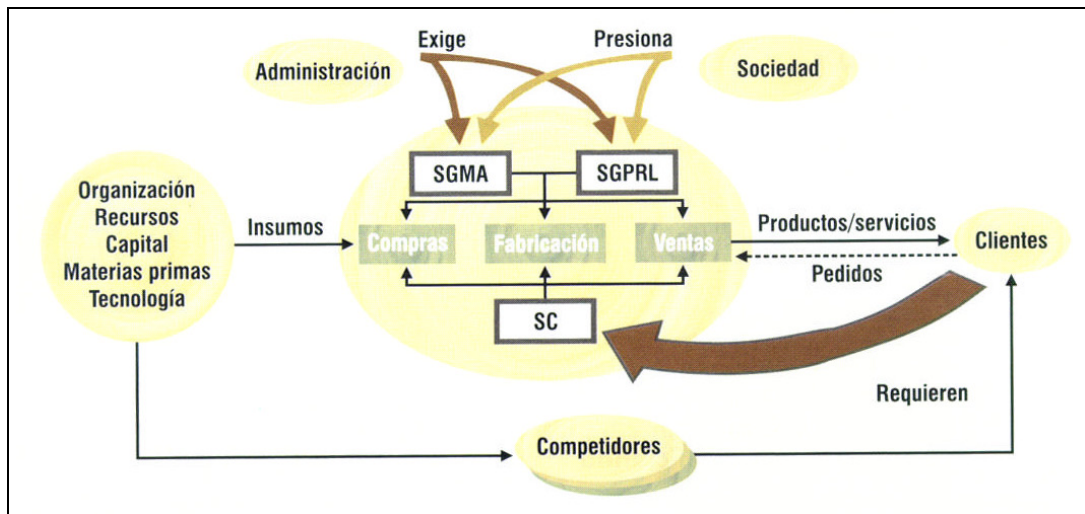 Exige
Presiona
Administración
Sociedad
SGMA
SGPRL
Organización
Recursos
Capital
Materias primas
Tecnología
Insumos
Compras
Fabricación
Ventas
Productos/servicios
Pedidos
Clientes
SC
Requieren
Competidores